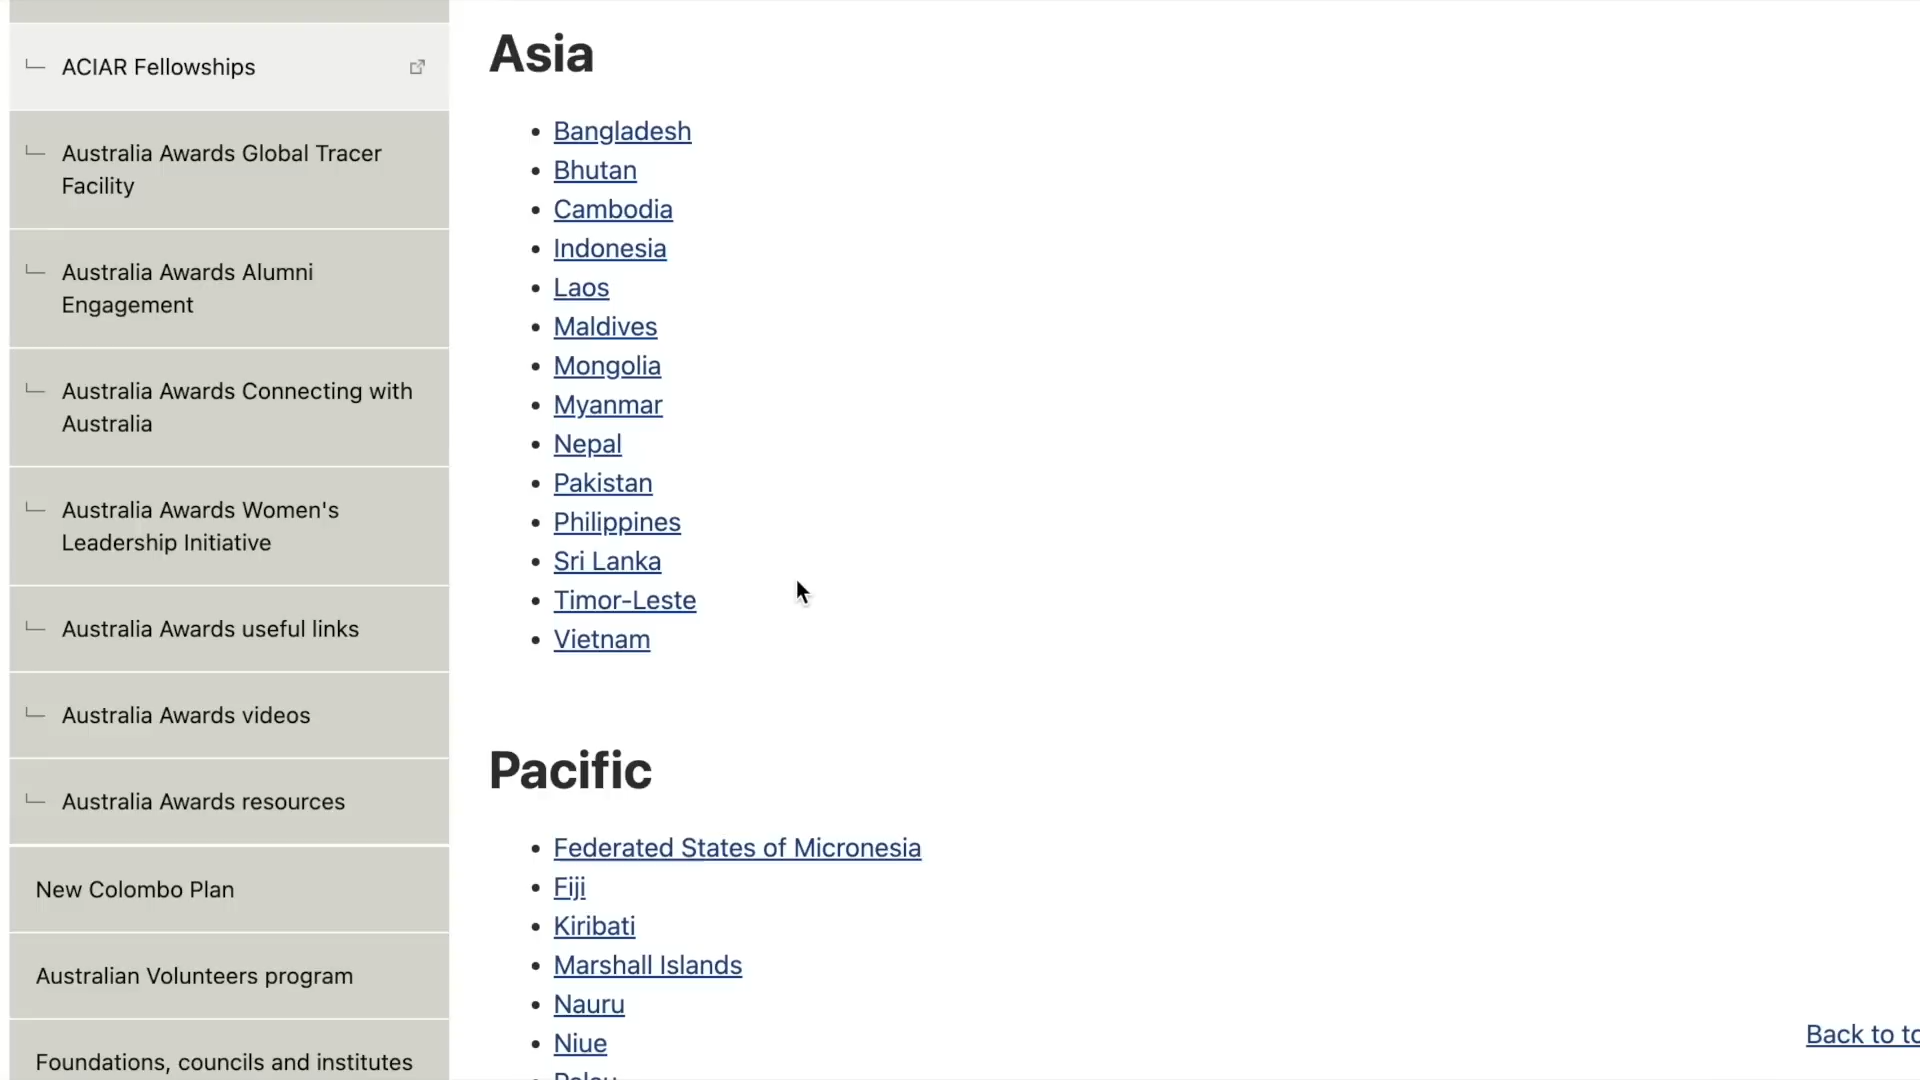 ACIAR Fellowships
Australia Awards Global Tracer
Facility
Australia Awards Alumni
Engagement
Australia Awards Connecting with
Australia
Australia Awards Women's
Leadership Initiative
Australia Awards useful links
Australia Awards videos
Australia Awards resources
New Colombo Plan
Australian Volunteers program
Foundations, councils and institutes
Asia
Bangladesh
Bhutan
Cambodia
Indonesia
Laos
Maldives
Mongolia
Myanmar
Nepal
Pakistan
Philippines
Sri Lanka
Timor-Leste
Vietnam
Pacific
Federated States of Micronesia
Fiji
Kiribati
Marshall Islands
Nauru
Niue
Back to